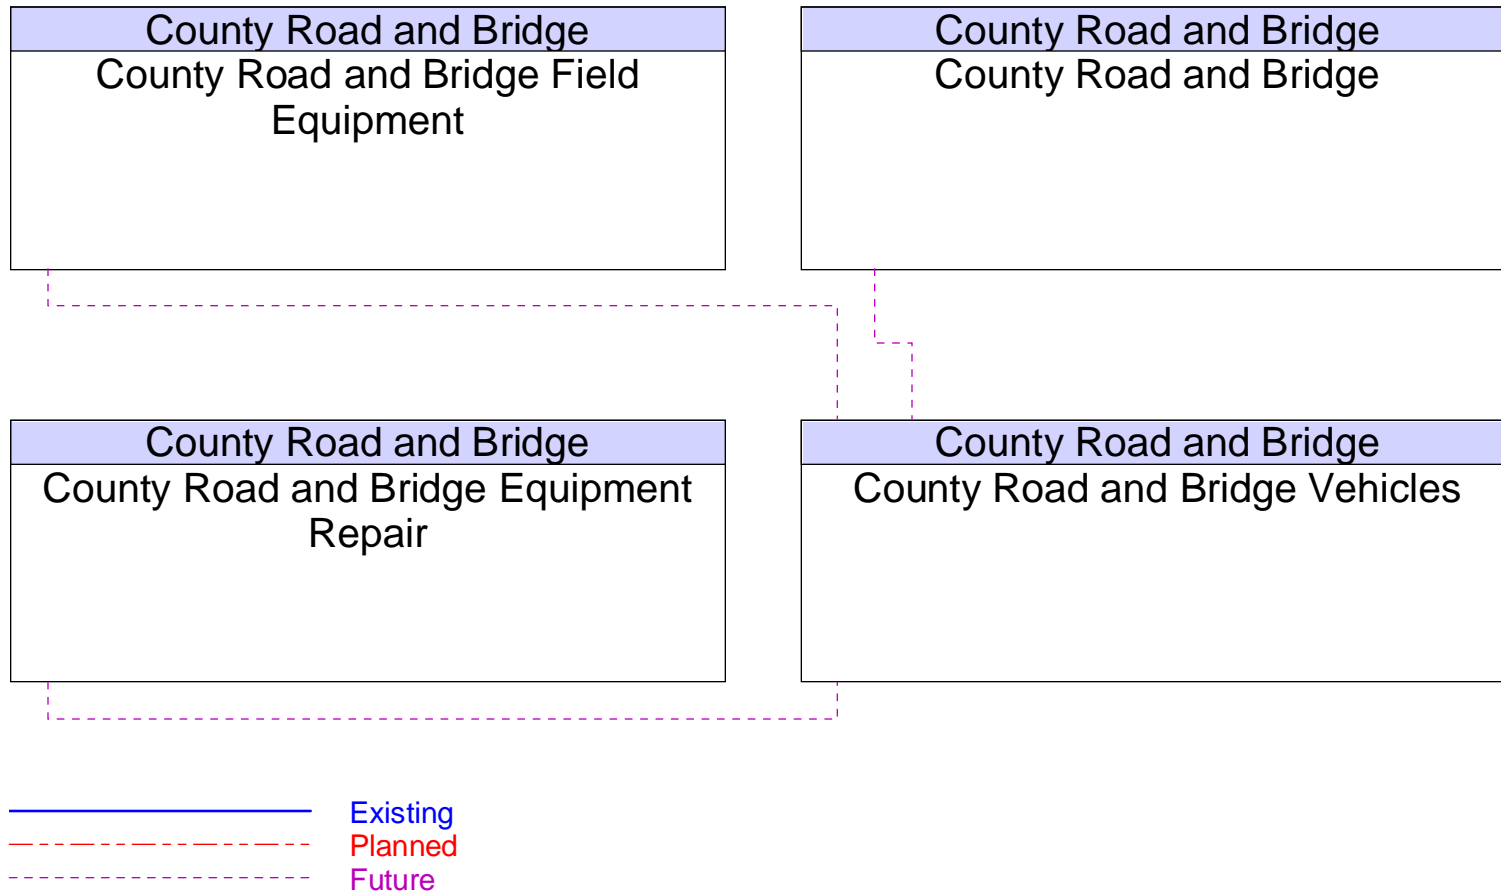 County Road and Bridge
County Road and Bridge Field
Equipment
County Road and Bridge
County Road and Bridge
County Road and Bridge
County Road and Bridge Equipment
Repair
County Road and Bridge
County Road and Bridge Vehicles
Existing
Planned
Future